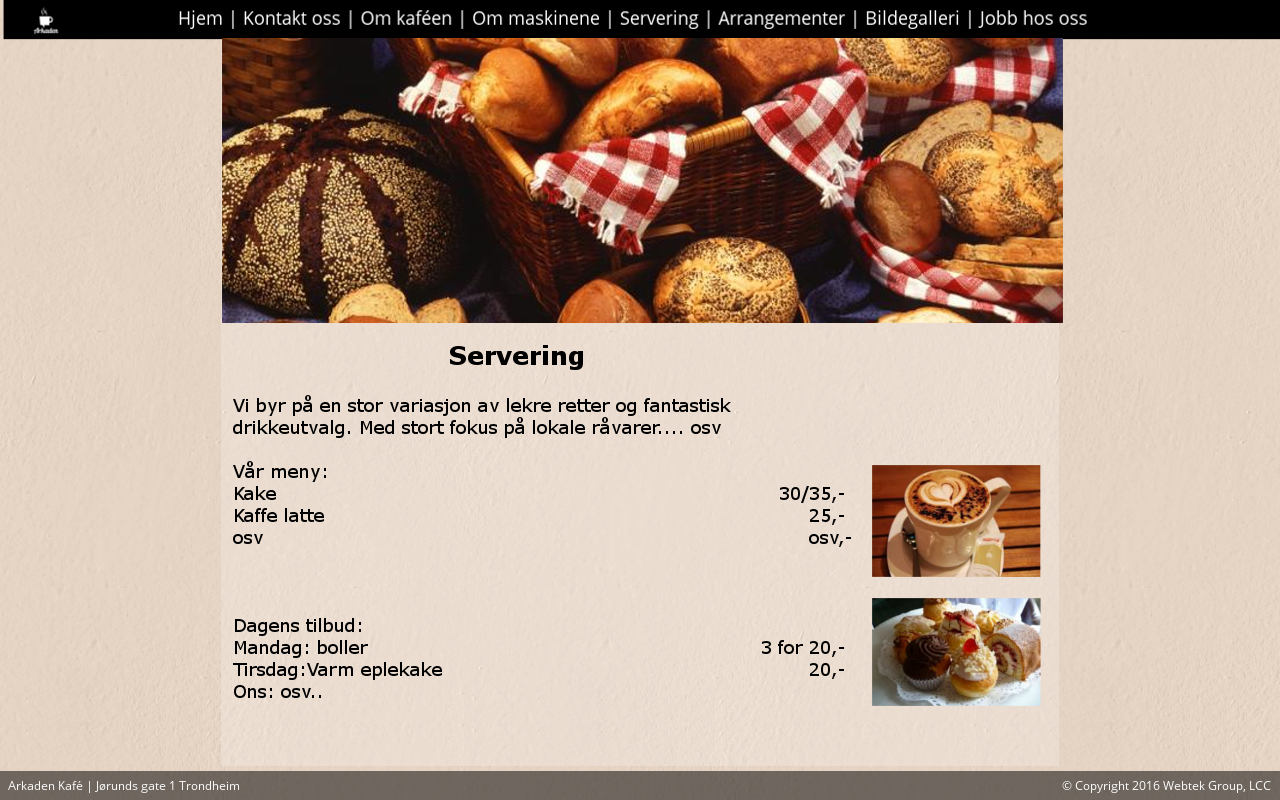 Arkaden
Hjem | Kontakt oss | Om kaféen | Om maskinene | Servering | Arrangementer | Bildegalleri | Jobb hos oss
Servering
Vi byr på en stor variasjon av lekre retter og fantastisk
drikkeutvalg. Med stort fokus på lokale råvarer.... osv
Vår meny:
Kake 30/35,-
Kaffe latte 25,-
osv osv,-
Dagens tilbud:
Mandag: boller 3 for 20,-
Tirsdag:Varm eplekake 20,-
Ons: osv..
Arkaden Kafé | Jørunds gate 1 Trondheim © Copyright 2016 Webtek Group, LCC